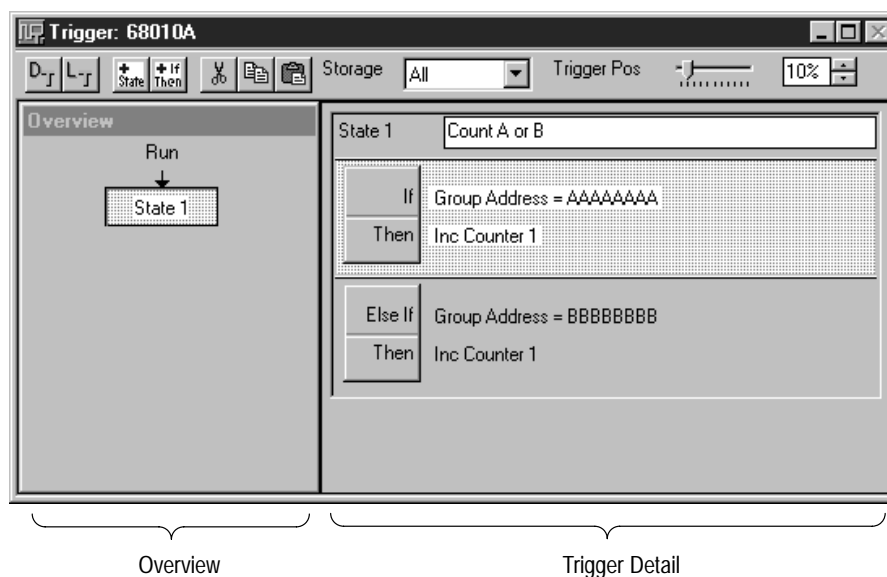 Trigger: 68010A
D- L- +State +If Then Storage All Trigger Pos 10%
Overview
Run
State 1
State 1 Count A or B
If Group Address = AAAAAAAA
Then Inc Counter 1
Else If Group Address = BBBBBBBB
Then Inc Counter 1
Overview Trigger Detail